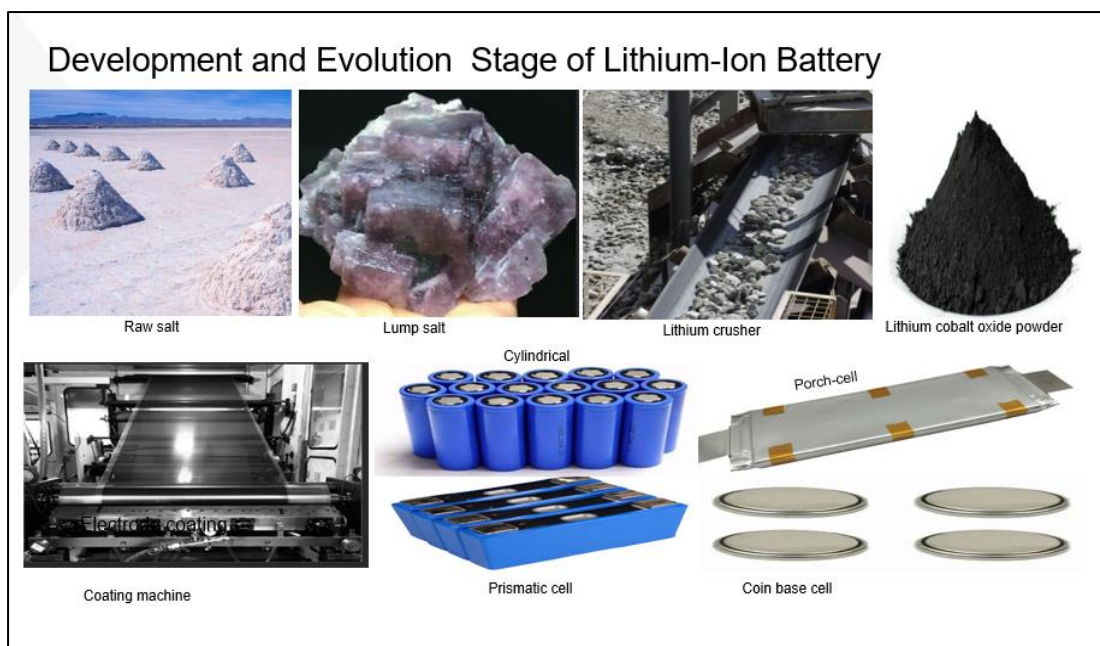 Development and Evolution Stage of Lithium-Ion Battery
Raw salt
Lump salt
Lithium crusher
Lithium cobalt oxide powder
Cylindrical
Porch-cell
Electrode coating
Coating machine
Prismatic cell
Coin base cell